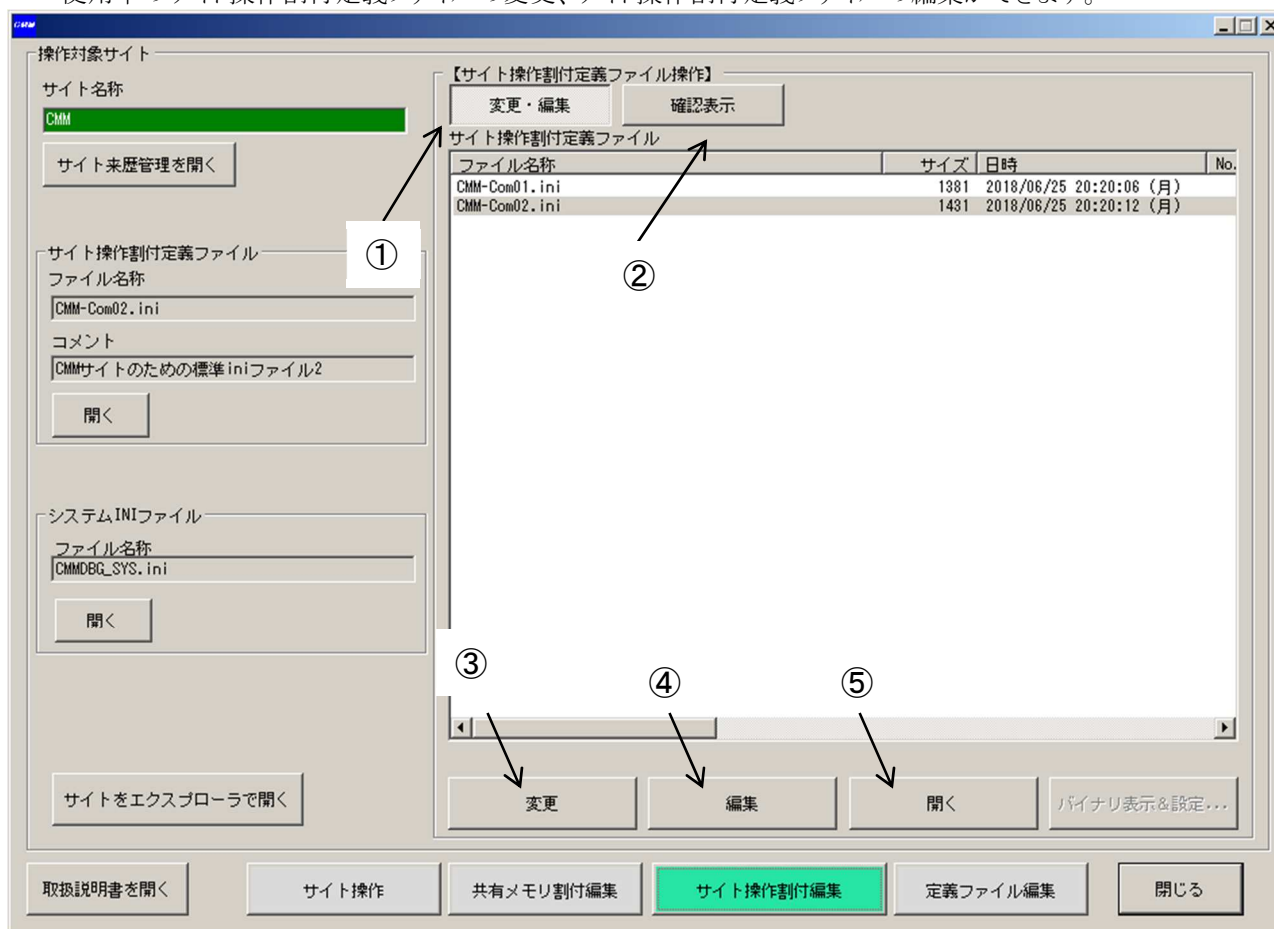 使用中のサイト操作割付定義ファイルの変更、サイト操作割付定義ファイルの編集ができます。
CMM
操作対象サイト
サイト名称
CMM
サイト来歴管理を開く
サイト操作割付定義ファイル
ファイル名称
CMM-Com02.ini
コメント
CMMサイトのための標準iniファイル2
開く
システムINIファイル
ファイル名称
CMMDBG_SYS.ini
開く
サイトをエクスプローラで開く
【サイト操作割付定義ファイル操作】
変更・編集 確認表示
サイト操作割付定義ファイル
ファイル名称 サイズ 日時 No.
CMM-Com01.ini 1381 2018/06/25 20:20:06 (月)
CMM-Com02.ini 1431 2018/06/25 20:20:12 (月)
① ②
③ ④ ⑤
変更 編集 開く バイナリ表示&設定...
取扱説明書を開く サイト操作 共有メモリ割付編集 サイト操作割付編集 定義ファイル編集 閉じる